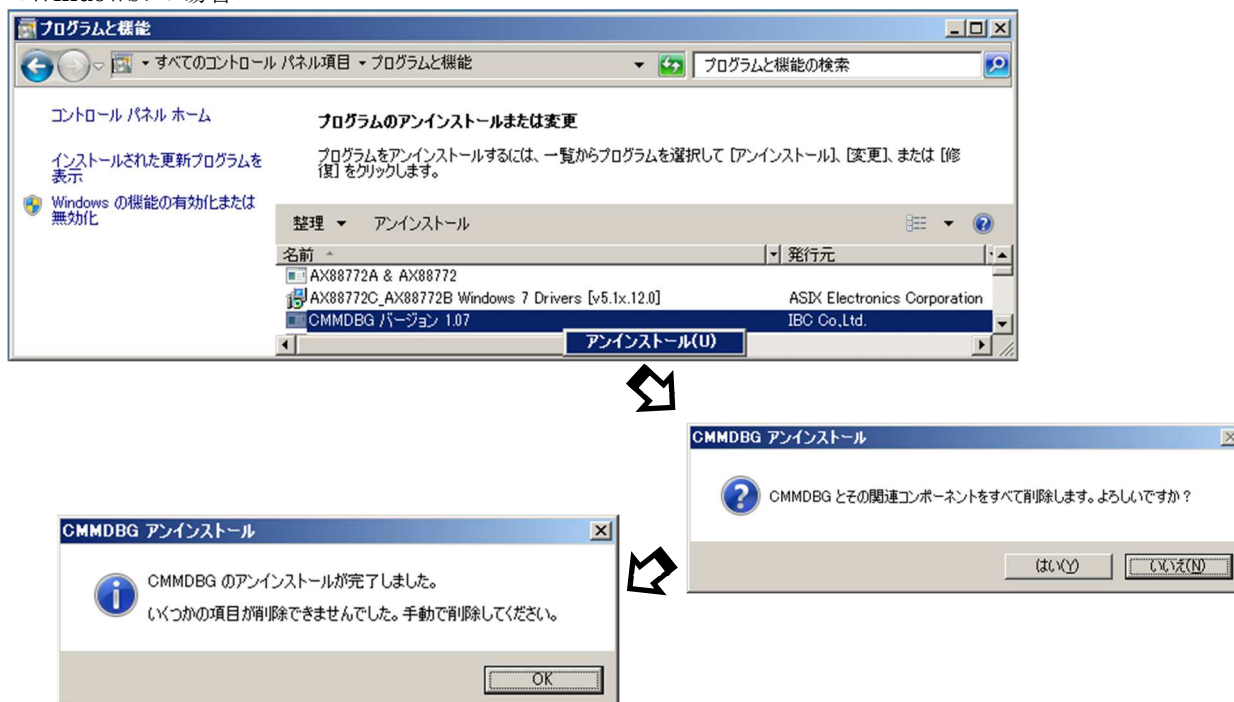 プログラムと機能
すべてのコントロール パネル項目 プログラムと機能
プログラムと機能の検索
コントロール パネル ホーム
インストールされた更新プログラムを
表示
Windows の機能の有効化または
無効化
プログラムのアンインストールまたは変更
プログラムをアンインストールするには、一覧からプログラムを選択して [アンインストール]、[変更]、または [修
復] をクリックします。
整理 アンインストール
名前 発行元
AX88772A & AX88772
AX88772C_AX88772B Windows 7 Drivers [v5.1x.12.0] ASIX Electronics Corporation
CMMDBG バージョン 1.07 IBC Co.,Ltd.
アンインストール(U)
CMMDBG アンインストール
CMMDBG とその関連コンポーネントをすべて削除します。よろしいですか？
はい(Y) いいえ(N)
CMMDBG アンインストール
CMMDBG のアンインストールが完了しました。
いくつかの項目が削除できませんでした。手動で削除してください。
OK